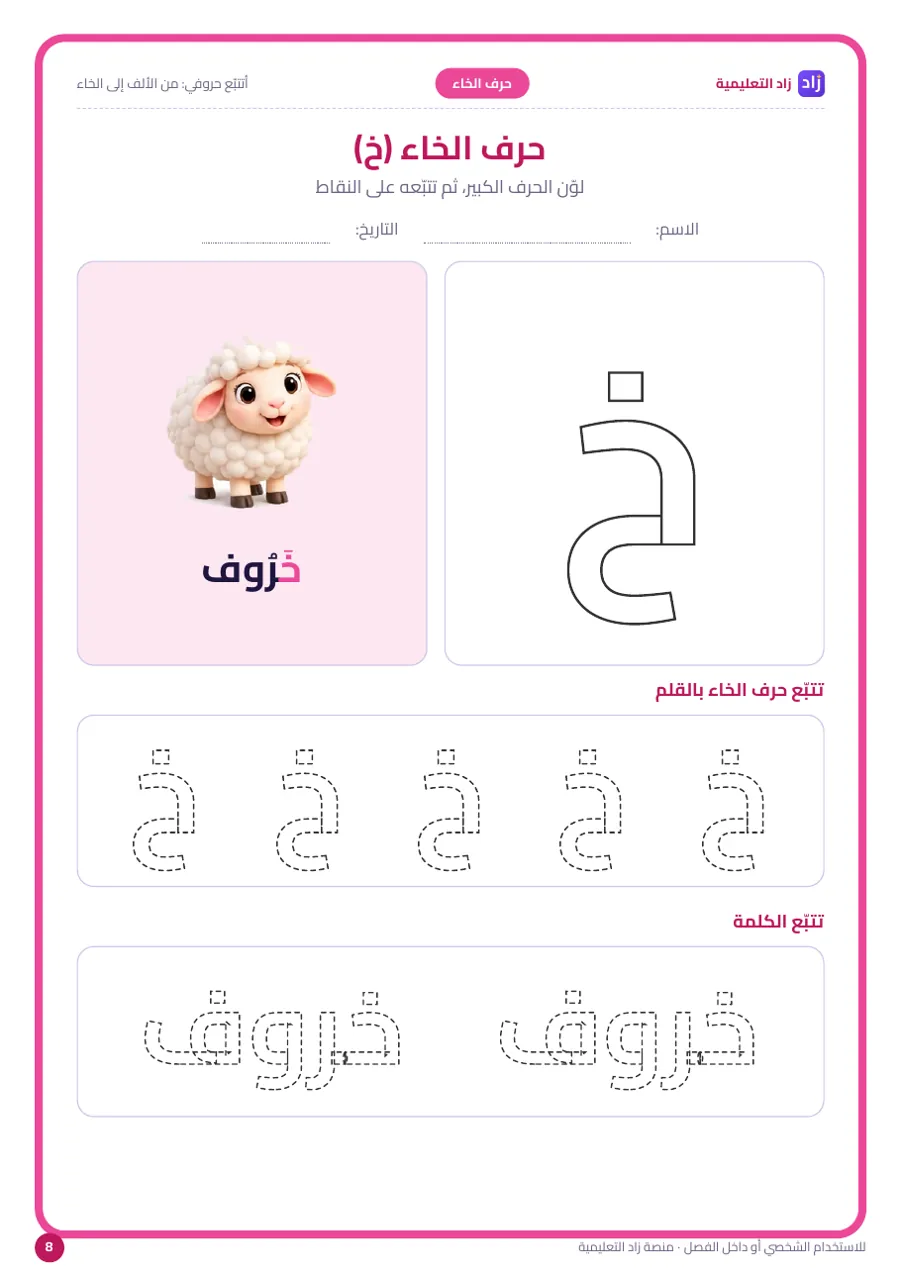 زاد
زاد التعليمية
حرف الخاء
أتتبّع حروفي: من الألف إلى الخاء
حرف الخاء (خ)
لوّن الحرف الكبير، ثم تتبّعه على النقاط
الاسم:
التاريخ:
خ
خَرُوف
تتبّع حرف الخاء بالقلم
خ خ خ خ خ
تتبّع الكلمة
خروف خروف
للاستخدام الشخصي أو داخل الفصل · منصة زاد التعليمية
8